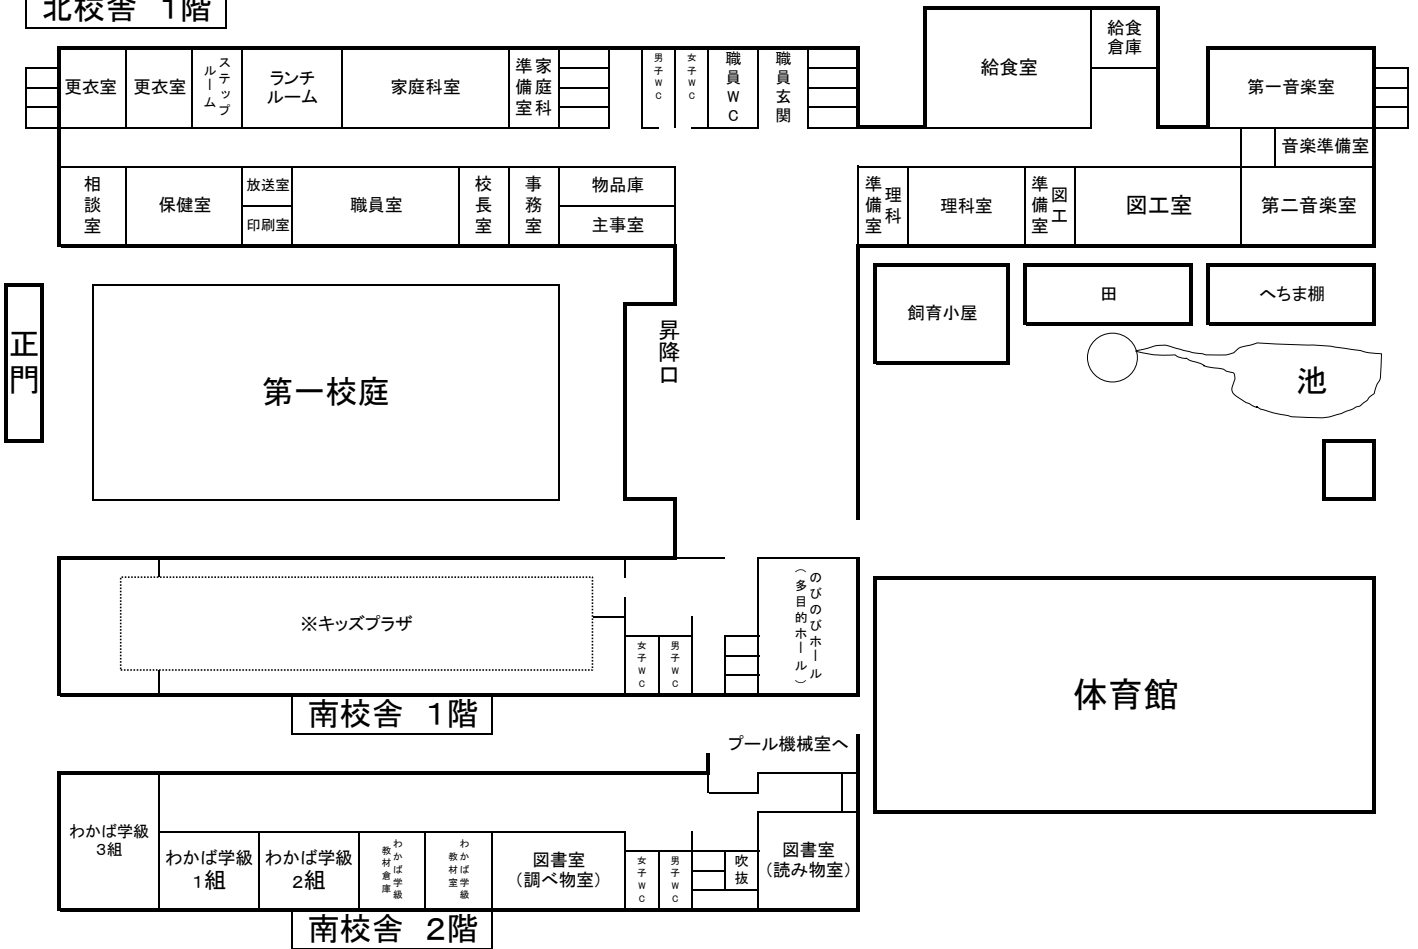 北校舎 1階
更衣室
更衣室
ステップ
ルーム
ランチ
ルーム
家庭科室
家庭科
準備室
男子WC
女子WC
職員WC
職員玄関
給食室
給食
倉庫
第一音楽室
音楽準備室
相談室
保健室
放送室
印刷室
職員室
校長室
事務室
物品庫
主事室
理科
準備室
理科室
図工
準備室
図工室
第二音楽室
正門
第一校庭
昇降口
飼育小屋
田
へちま棚
池
※キッズプラザ
女子WC
男子WC
のびのびホール
(多目的ホール)
体育館
南校舎 1階
プール機械室へ
わかば学級
3組
わかば学級
1組
わかば学級
2組
わかば学級
教材倉庫
わかば学級
教材室
図書室
(調べ物室)
女子WC
男子WC
吹抜
図書室
(読み物室)
南校舎 2階